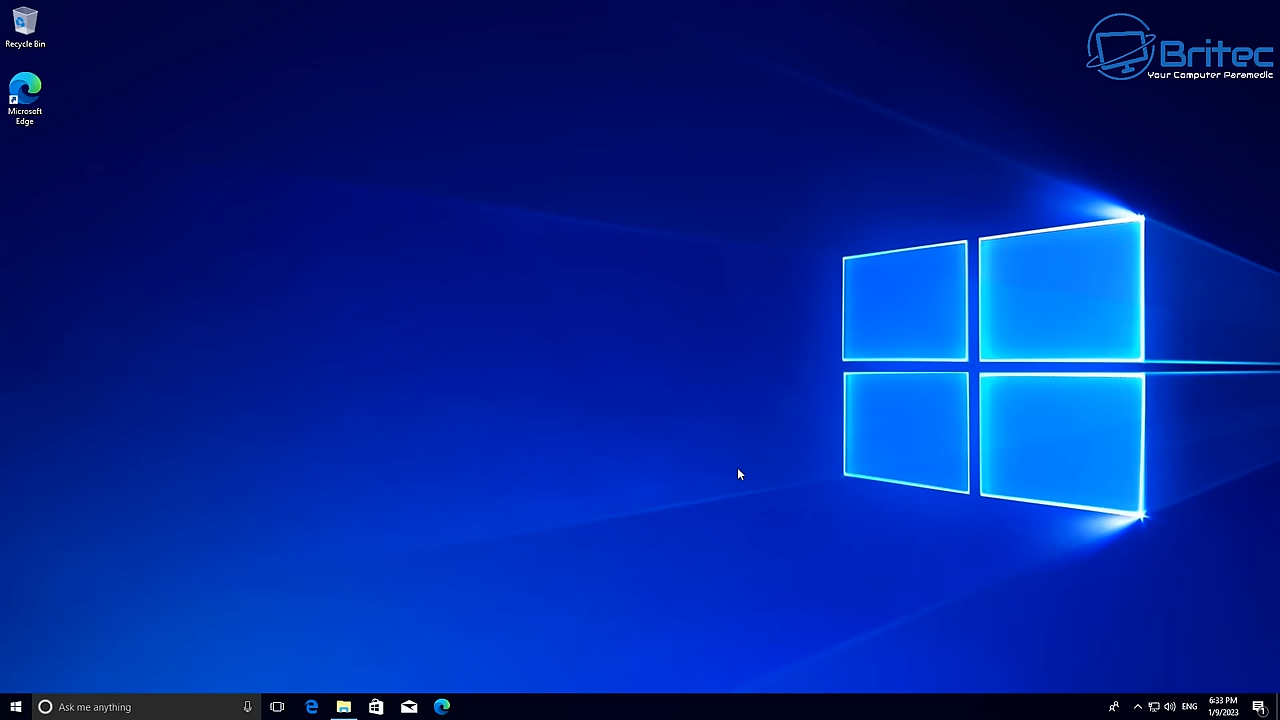 Recycle Bin
Britec
Your Computer Paramedic
Microsoft
Edge
Ask me anything
ENG
6:33 PM
1/9/2023